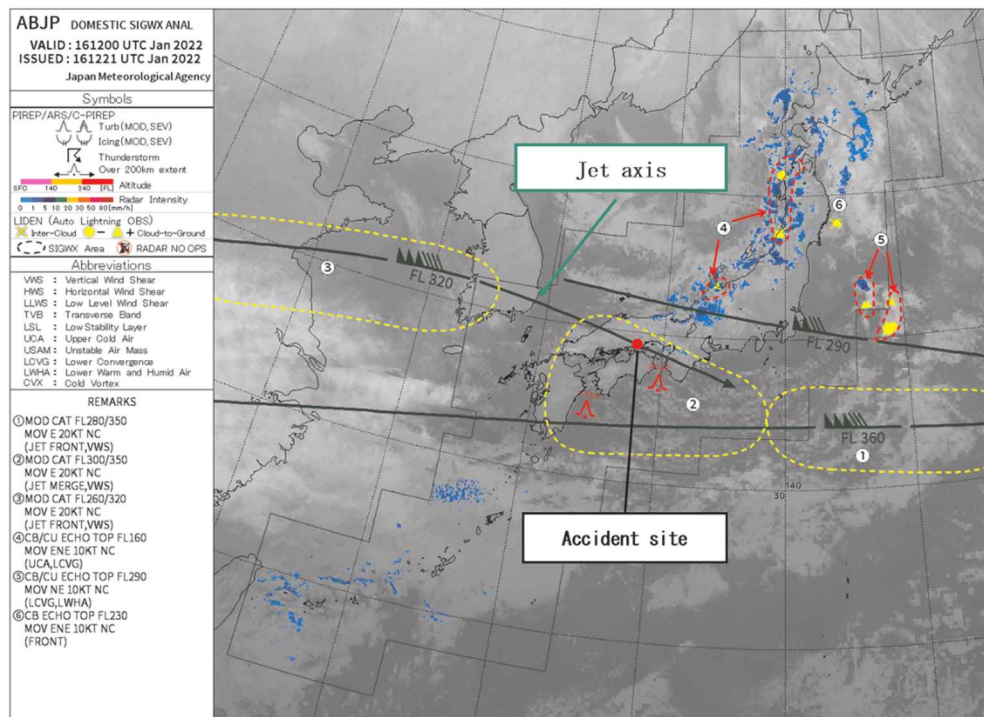 ABJP DOMESTIC SIGWX ANAL
VALID : 161200 UTC Jan 2022
ISSUED : 161221 UTC Jan 2022
Japan Meteorological Agency
Symbols
PIREP/ARS/C-PIREP
Turb(MOD,SEV)
Icing(MOD,SEV)
Thunderstorm
Over 200km extent
SFC 140 240 [FL] Altitude
Radar Intensity
0 1 5 10 20 30 50 80[mm/h]
LIDEN (Auto Lightning OBS)
Inter-Cloud Cloud-to-Ground
SIGWX Area RADAR NO OPS
Abbreviations
VWS : Vertical Wind Shear
HWS : Horizontal Wind Shear
LLWS : Low Level Wind Shear
TVB : Transverse Band
LSL : Low Stability Layer
UCA : Upper Cold Air
USAM : Unstable Air Mass
LCVG : Lower Convergence
LWHA : Lower Warm and Humid Air
CVX : Cold Vortex
REMARKS
①MOD CAT FL280/350
MOV E 20KT NC
(JET FRONT,VWS)
②MOD CAT FL300/350
MOV E 20KT NC
(JET MERGE,VWS)
③MOD CAT FL260/320
MOV E 20KT NC
(JET FRONT,VWS)
④CB/CU ECHO TOP FL160
MOV ENE 10KT NC
(UCA,LCVG)
⑤CB/CU ECHO TOP FL290
MOV NE 10KT NC
(LCVG,LWHA)
⑥CB ECHO TOP FL230
MOV ENE 10KT NC
(FRONT)
Jet axis
⑥
④
⑤
③
FL 320
FL 290
②
FL 360
①
30
140
Accident site